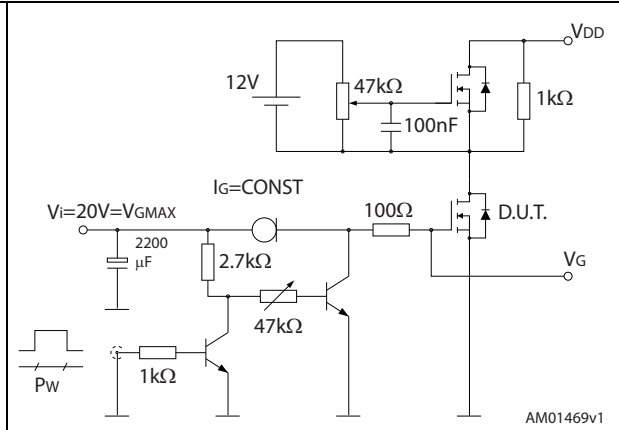 VDD
12V
47kΩ
1kΩ
100nF
IG=CONST
Vi=20V=VGMAX
100Ω
D.U.T.
2200
μF
2.7kΩ
VG
47kΩ
1kΩ
PW
AM01469v1